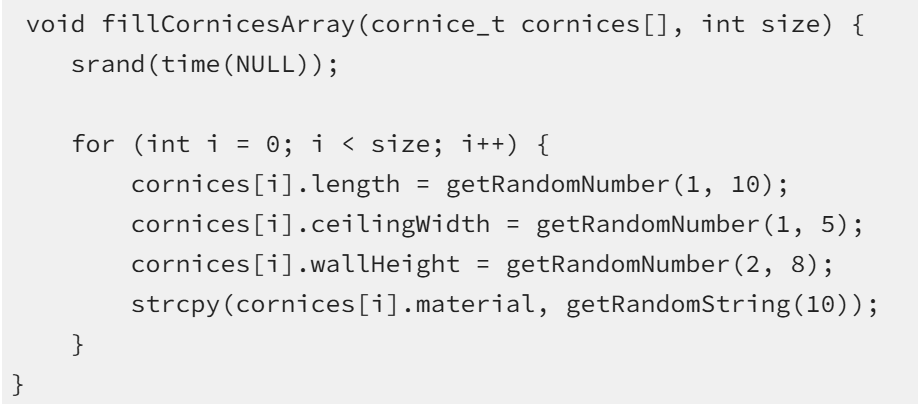 void fillCornicesArray(cornice_t cornices[], int size) {
    srand(time(NULL));

    for (int i = 0; i < size; i++) {
        cornices[i].length = getRandomNumber(1, 10);
        cornices[i].ceilingWidth = getRandomNumber(1, 5);
        cornices[i].wallHeight = getRandomNumber(2, 8);
        strcpy(cornices[i].material, getRandomString(10));
    }
}